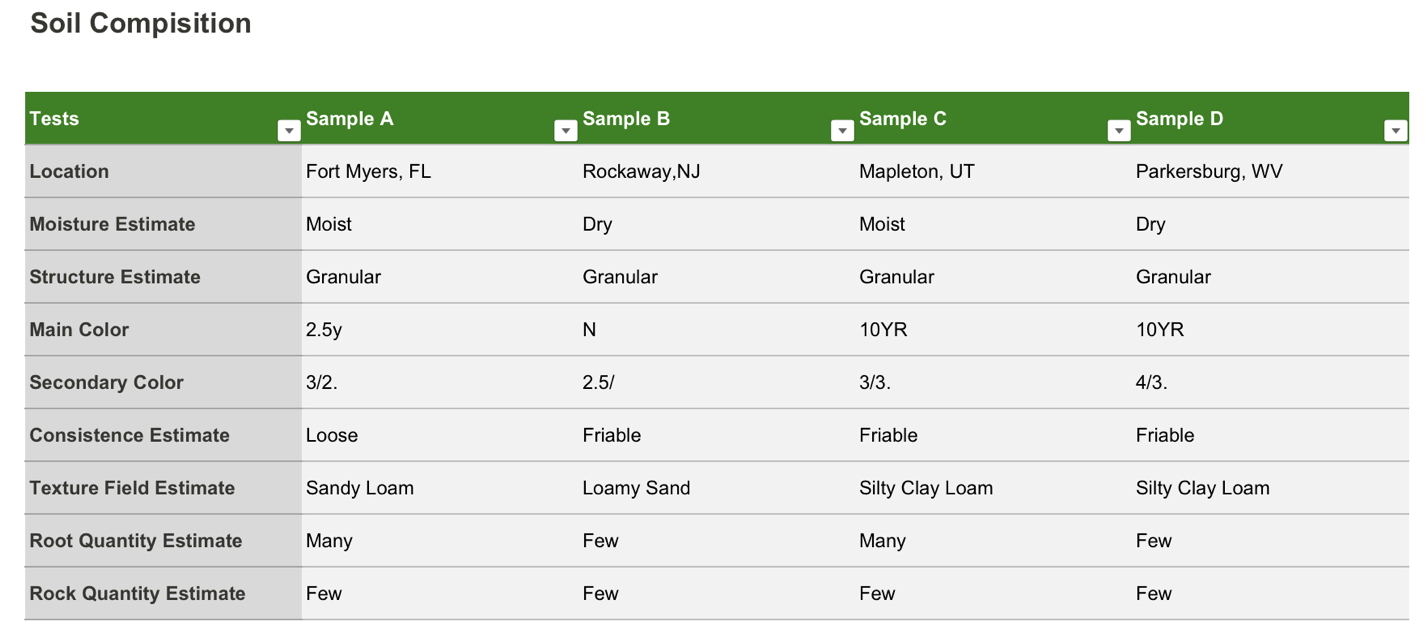 Soil Compisition
Tests Sample A Sample B Sample C Sample D
Location Fort Myers, FL Rockaway,NJ Mapleton, UT Parkersburg, WV
Moisture Estimate Moist Dry Moist Dry
Structure Estimate Granular Granular Granular Granular
Main Color 2.5y N 10YR 10YR
Secondary Color 3/2. 2.5/ 3/3. 4/3.
Consistence Estimate Loose Friable Friable Friable
Texture Field Estimate Sandy Loam Loamy Sand Silty Clay Loam Silty Clay Loam
Root Quantity Estimate Many Few Many Few
Rock Quantity Estimate Few Few Few Few